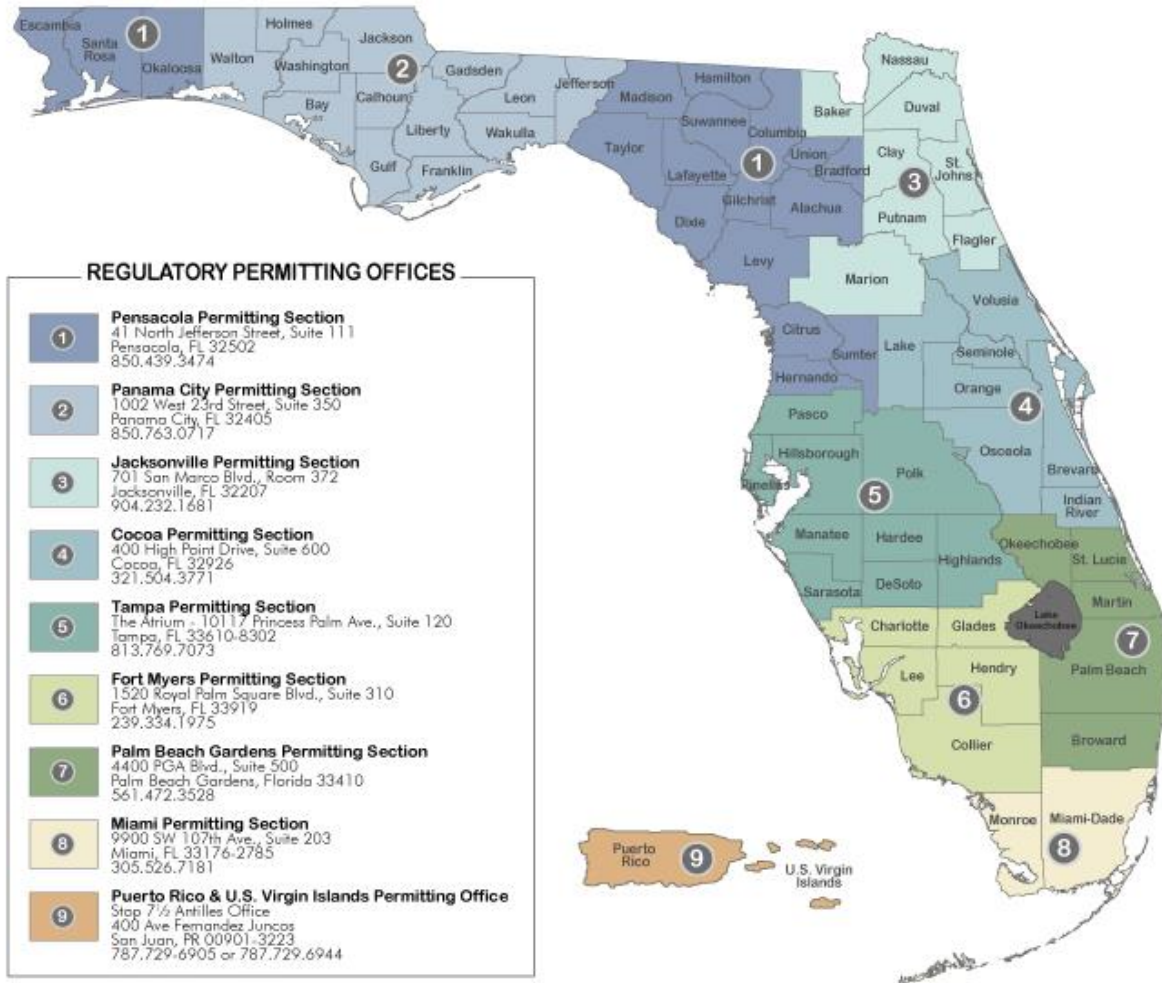 Escambia
Santa
Rosa
Okaloosa
1
Walton
Holmes
Washington
Bay
Jackson
2
Calhoun
Gulf
Gadsden
Liberty
Franklin
Leon
Wakulla
Jefferson
Madison
Taylor
Hamilton
Suwannee
Lafayette
Dixie
Columbia
1
Gilchrist
Levy
Union
Bradford
Alachua
Baker
Nassau
Duval
Clay
St.
Johns
3
Putnam
Flagler
Marion
Citrus
Sumter
Hernando
Lake
Volusia
Seminole
Orange
4
Osceola
Brevard
Indian
River
Pasco
Hillsborough
Pinellas
Polk
5
Manatee
Hardee
Highlands
Sarasota
DeSoto
Okeechobee
St. Lucie
Martin
Lake
Okeechobee
7
Palm Beach
Broward
Charlotte
Glades
Lee
Hendry
6
Collier
Monroe
Miami-Dade
8
Puerto
Rico
9
U.S. Virgin
Islands
REGULATORY PERMITTING OFFICES
1
Pensacola Permitting Section
41 North Jefferson Street, Suite 111
Pensacola, FL 32502
850.439.3474
2
Panama City Permitting Section
1002 West 23rd Street, Suite 350
Panama City, FL 32405
850.763.0717
3
Jacksonville Permitting Section
701 San Marco Blvd., Room 372
Jacksonville, FL 32207
904.232.1681
4
Cocoa Permitting Section
400 High Point Drive, Suite 600
Cocoa, FL 32926
321.504.3771
5
Tampa Permitting Section
The Atrium - 10117 Princess Palm Ave., Suite 120
Tampa, FL 33610-8302
813.769.7073
6
Fort Myers Permitting Section
1520 Royal Palm Square Blvd., Suite 310
Fort Myers, FL 33919
239.334.1975
7
Palm Beach Gardens Permitting Section
4400 PGA Blvd., Suite 500
Palm Beach Gardens, Florida 33410
561.472.3528
8
Miami Permitting Section
9900 SW 107th Ave., Suite 203
Miami, FL 33176-2785
305.526.7181
9
Puerto Rico & U.S. Virgin Islands Permitting Office
Stop 7½ Antilles Office
400 Ave Fernandez Juncos
San Juan, PR 00901-3223
787.729-6905 or 787.729.6944